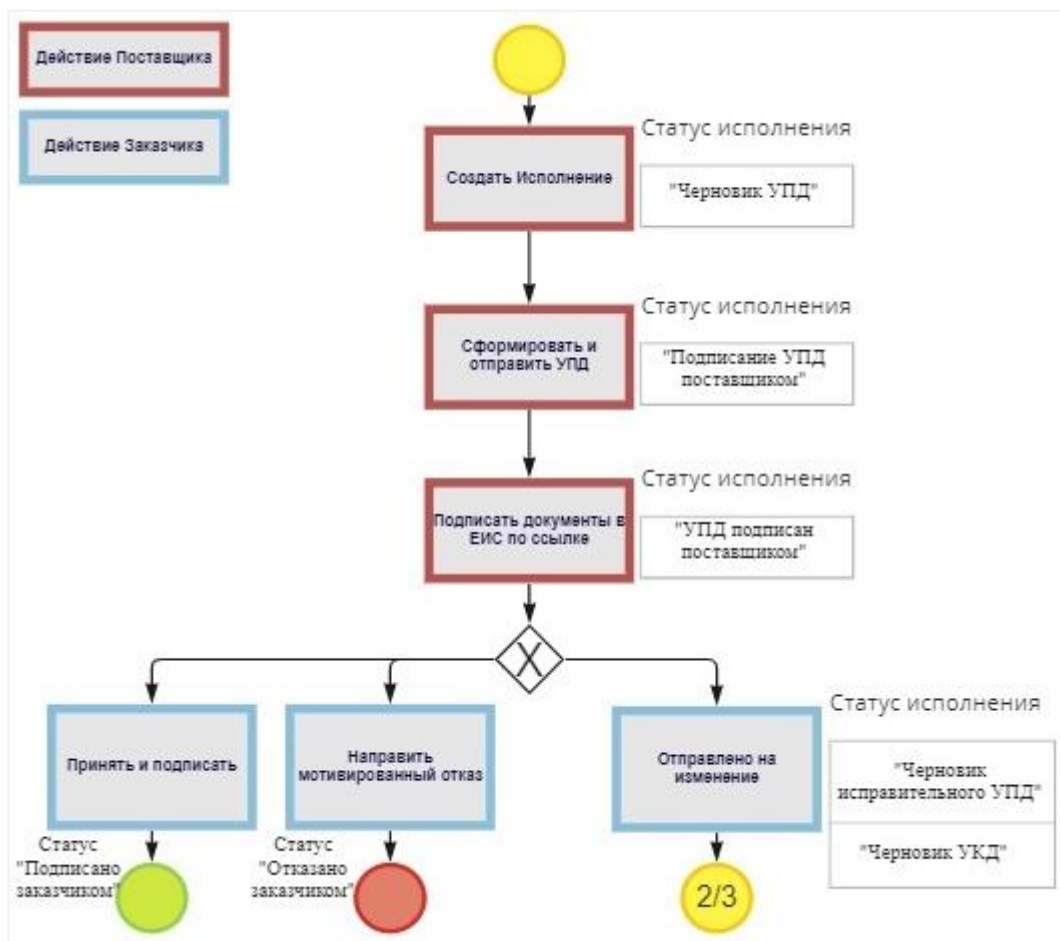 Действие Поставщика
Действие Заказчика
Статус исполнения
Создать Исполнение
"Черновик УПД"
Статус исполнения
Сформировать и
отправить УПД
"Подписание УПД
поставщиком"
Статус исполнения
Подписать документы в
ЕИС по ссылке
"УПД подписан
поставщиком"
X
Принять и подписать
Направить
мотивированный отказ
Отправлено на
изменение
Статус исполнения
"Черновик
исправительного УПД"
"Черновик УКД"
Статус
"Подписано
заказчиком"
Статус
"Отказано
заказчиком"
2/3